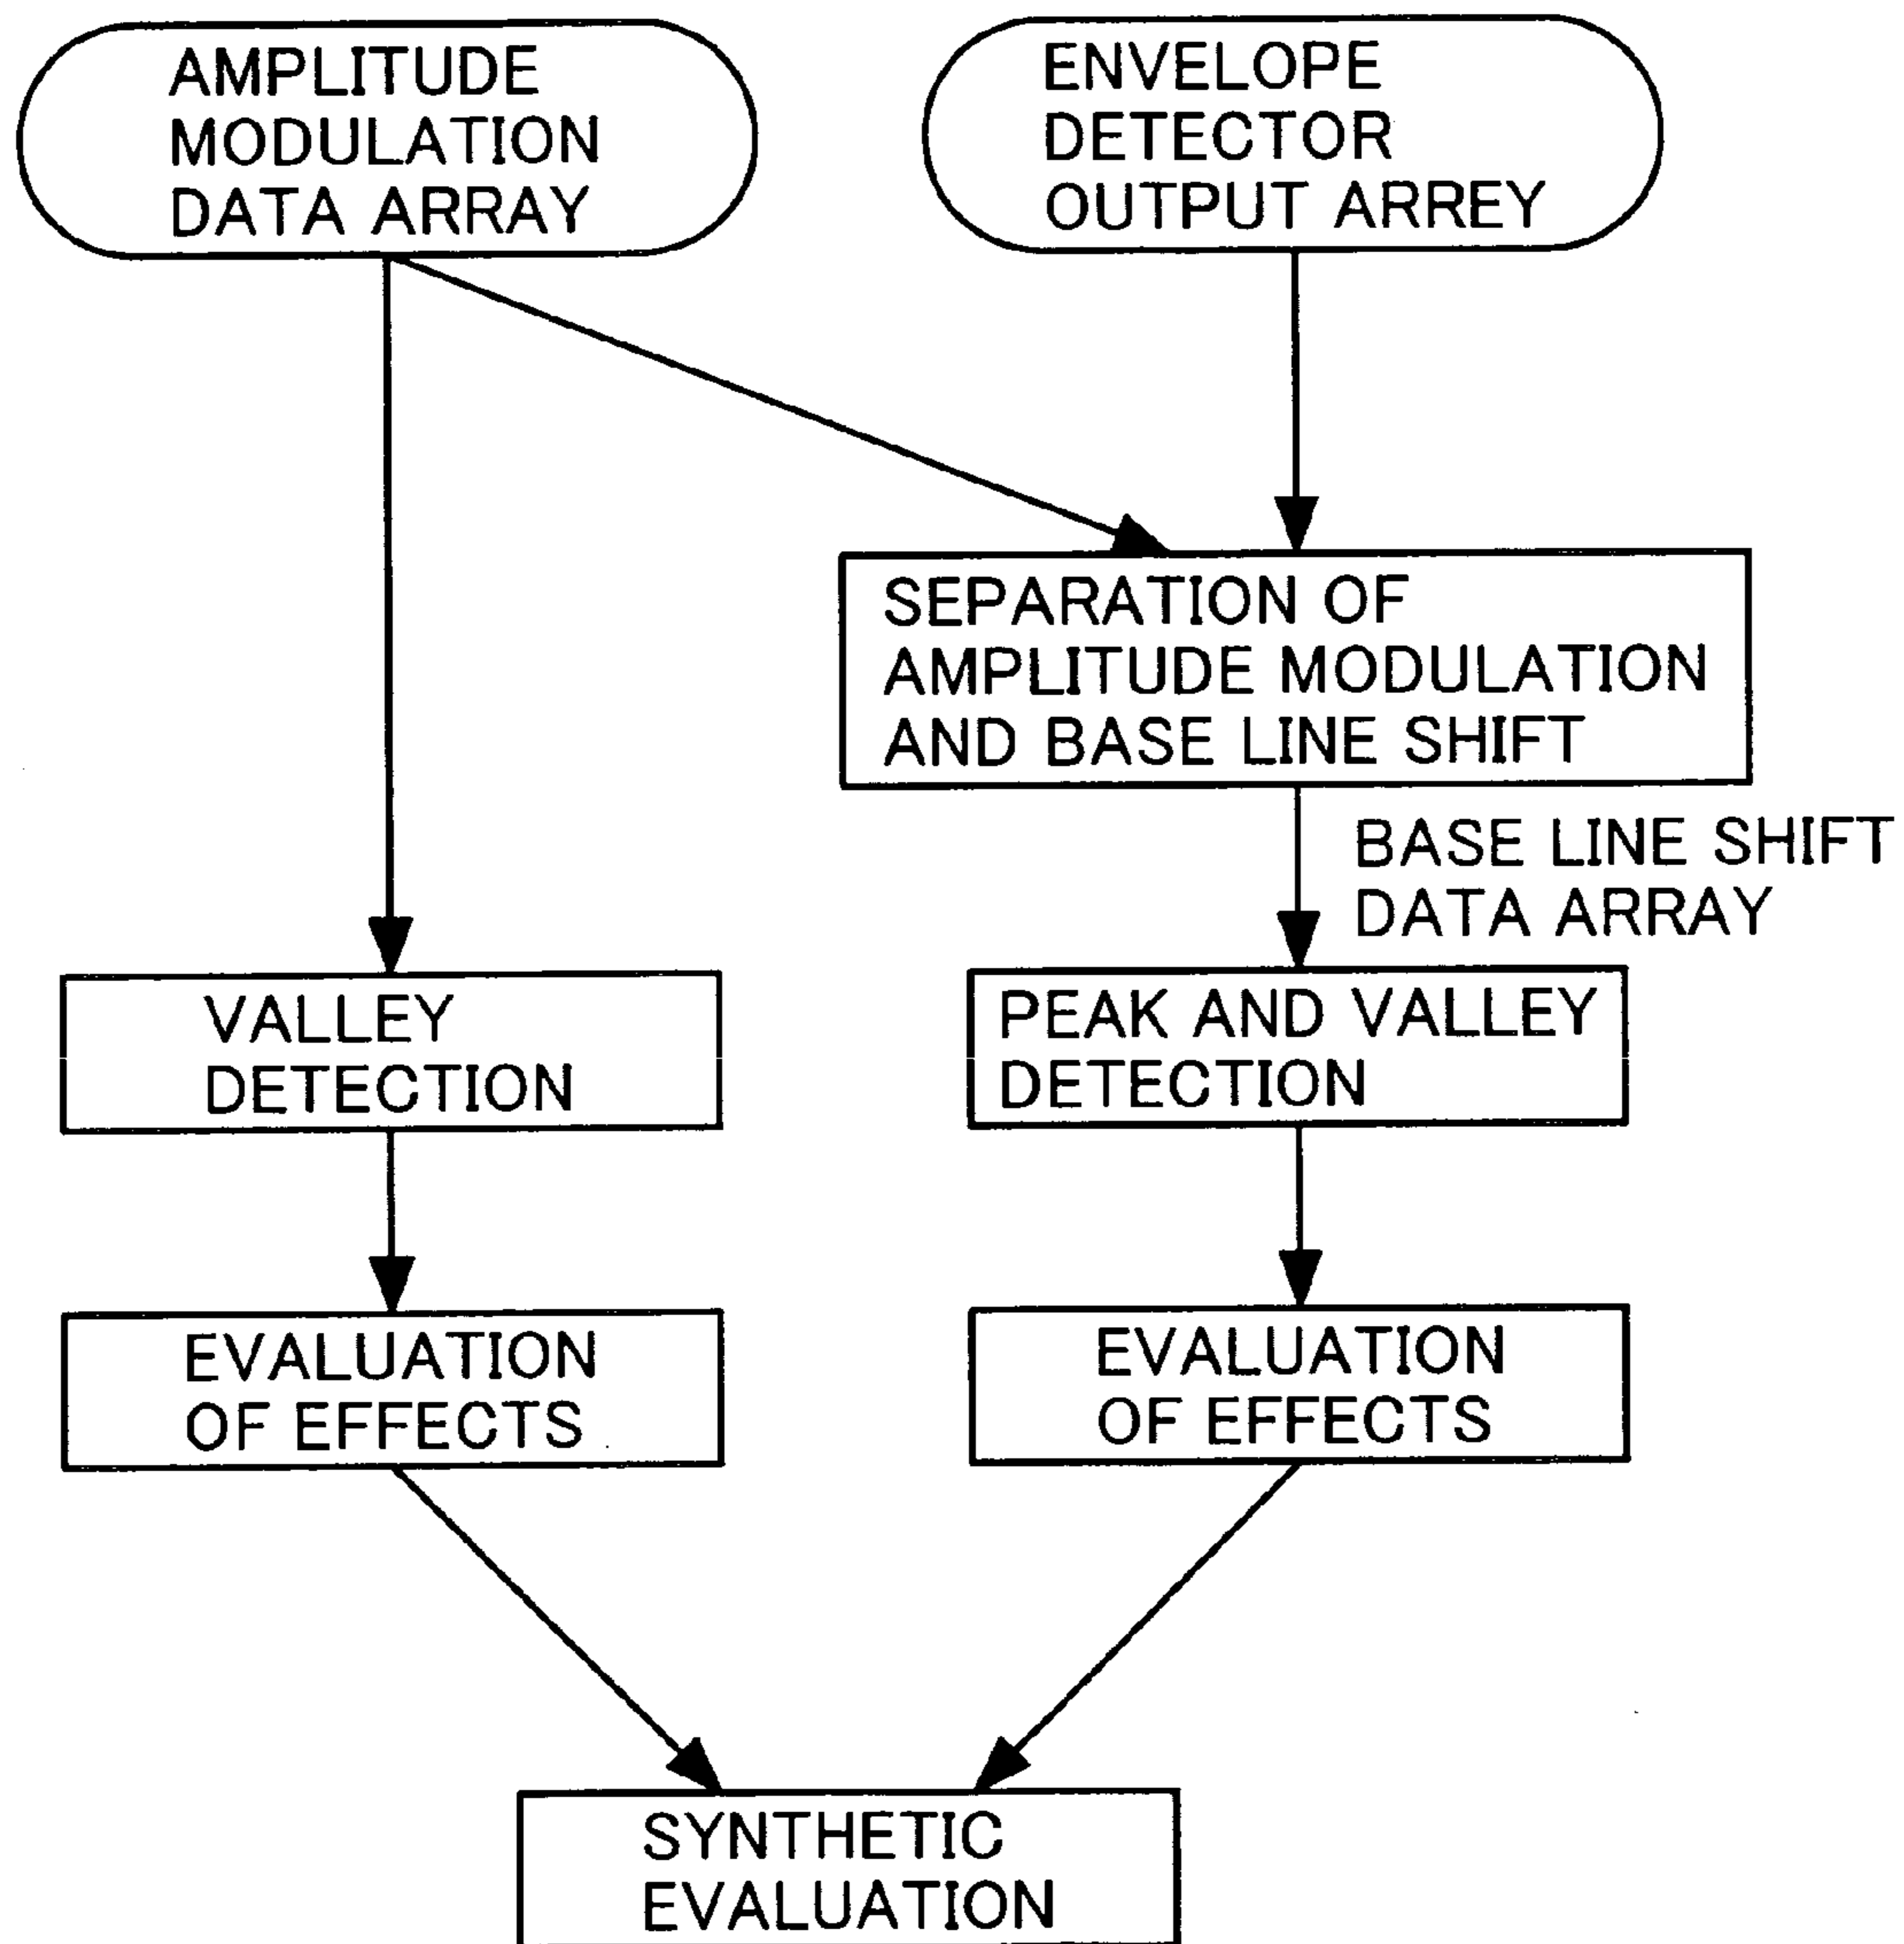 AMPLITUDE
MODULATION
DATA ARRAY
ENVELOPE
DETECTOR
OUTPUT ARREY
SEPARATION OF
AMPLITUDE MODULATION
AND BASE LINE SHIFT
BASE LINE SHIFT
DATA ARRAY
VALLEY
DETECTION
PEAK AND VALLEY
DETECTION
EVALUATION
OF EFFECTS
EVALUATION
OF EFFECTS
SYNTHETIC
EVALUATION